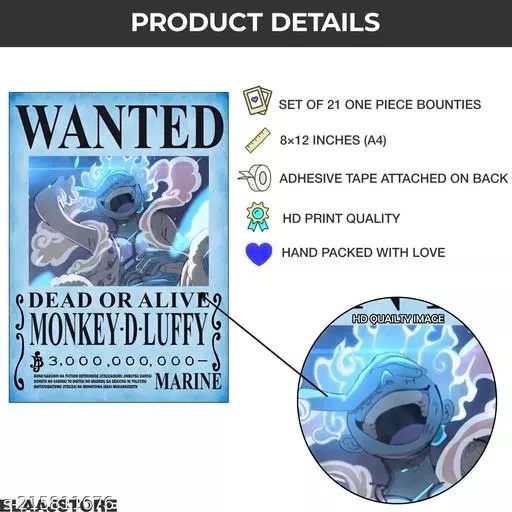 PRODUCT DETAILS
WANTED
DEAD OR ALIVE
MONKEY·D·LUFFY
3,000,000,000–
MARINE
SET OF 21 ONE PIECE BOUNTIES
8×12 INCHES (A4)
ADHESIVE TAPE ATTACHED ON BACK
HD PRINT QUALITY
HAND PACKED WITH LOVE
HD QUAILTY IMAGE